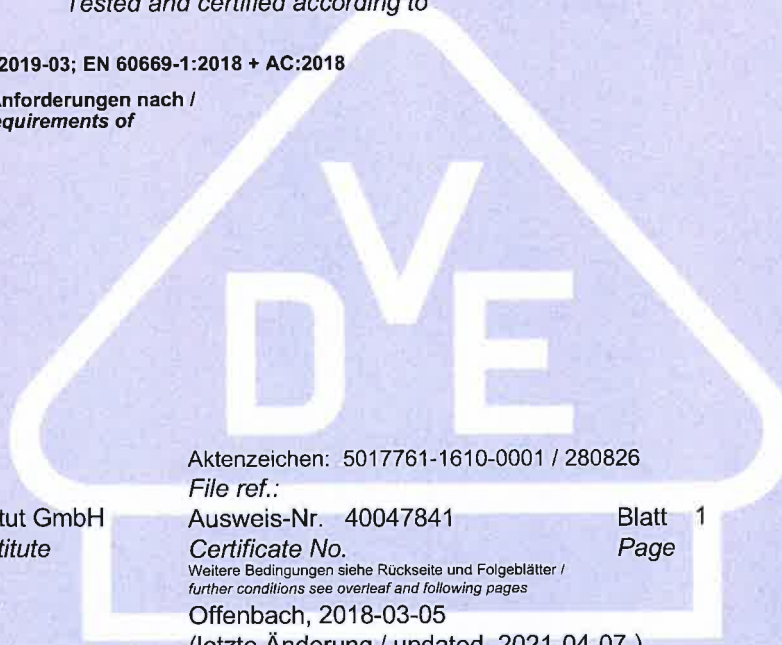 Tested and certified according to
2019-03; EN 60669-1:2018 + AC:2018
nforderungen nach /
equirements of
V
D E
Aktenzeichen: 5017761-1610-0001 / 280826
File ref.:
tut GmbH Ausweis-Nr. 40047841 Blatt 1
titute Certificate No. Page
Weitere Bedingungen siehe Rückseite und Folgeblätter /
further conditions see overleaf and following pages
Offenbach, 2018-03-05
(letzte Änderung / updated 2021-04-07 )